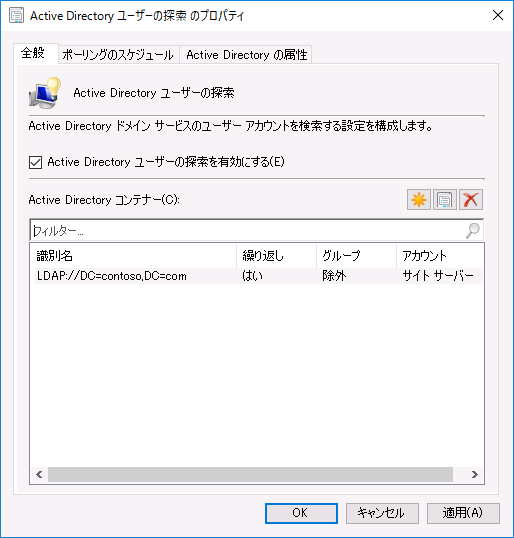 Active Directory ユーザーの探索 のプロパティ
全般 ポーリングのスケジュール Active Directory の属性
Active Directory ユーザーの探索
Active Directory ドメイン サービスのユーザー アカウントを検索する設定を構成します。
Active Directory ユーザーの探索を有効にする(E)
Active Directory コンテナー(C):
フィルター...
識別名 繰り返し グループ アカウント
LDAP://DC=contoso,DC=com はい 除外 サイト サーバー
OK キャンセル 適用(A)